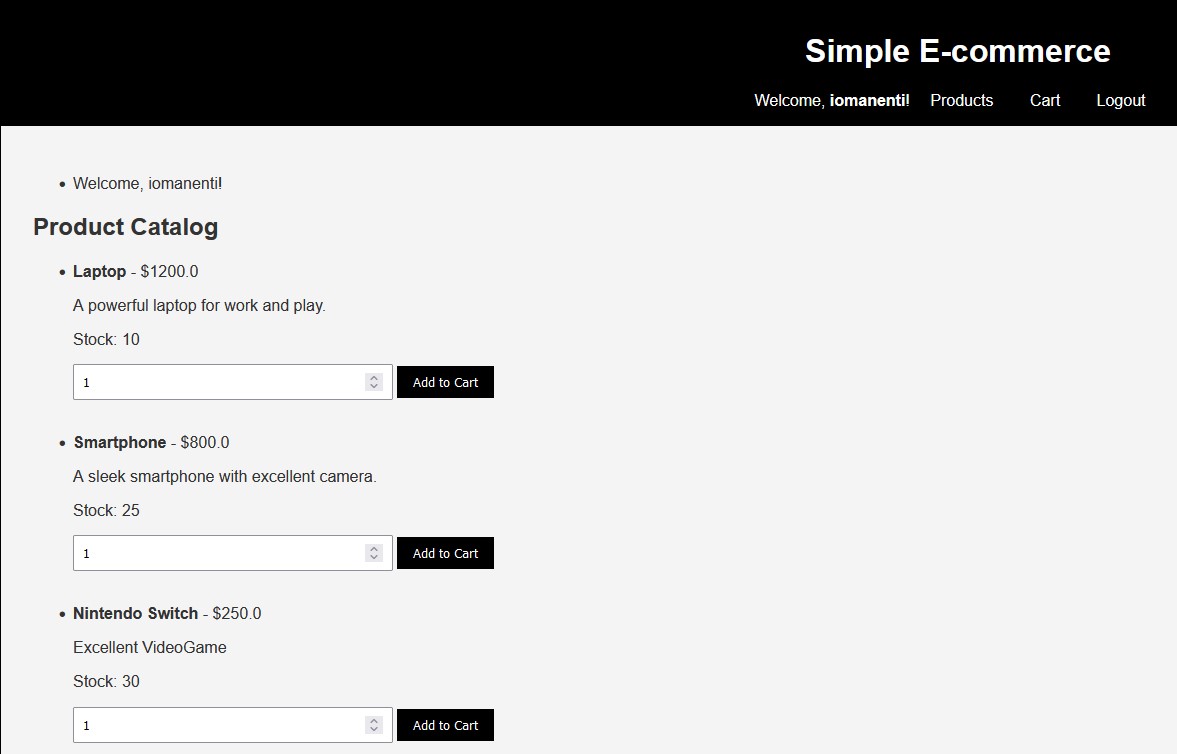 Simple E-commerce
Welcome, iomanenti! Products Cart Logout
• Welcome, iomanenti!
Product Catalog
• Laptop - $1200.0
A powerful laptop for work and play.
Stock: 10
1 Add to Cart
• Smartphone - $800.0
A sleek smartphone with excellent camera.
Stock: 25
1 Add to Cart
• Nintendo Switch - $250.0
Excellent VideoGame
Stock: 30
1 Add to Cart